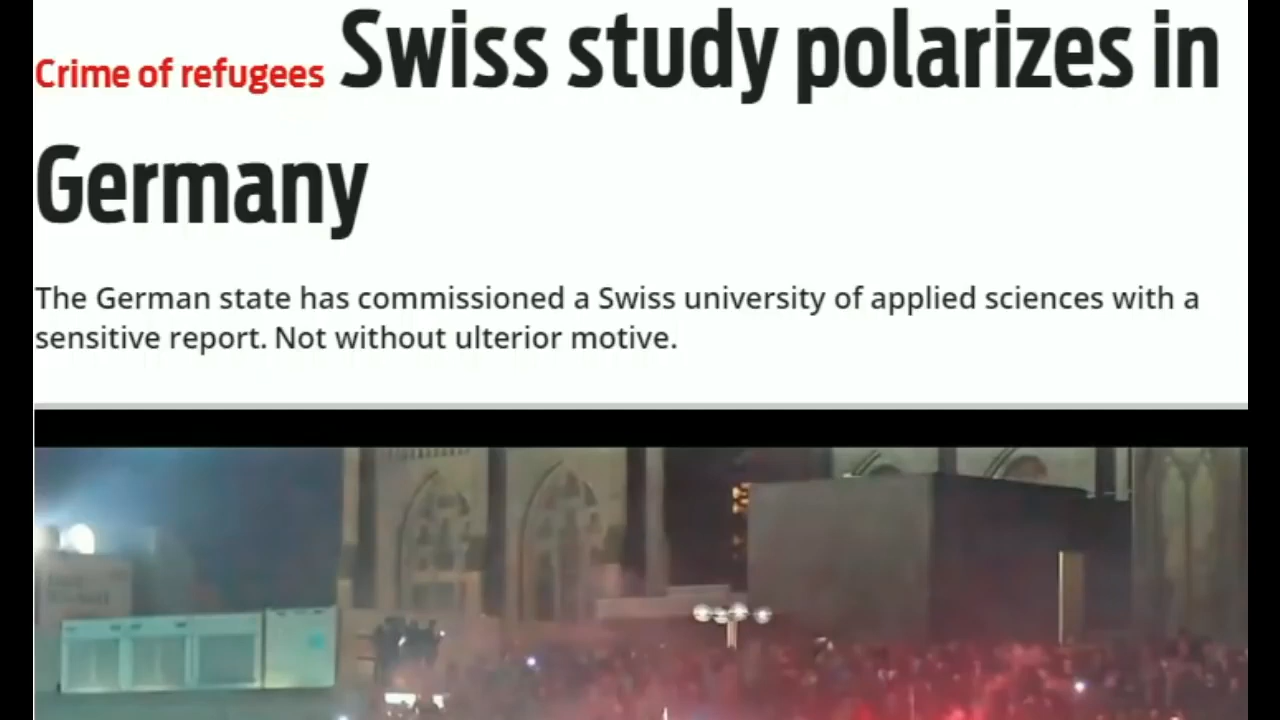 Crime of refugees Swiss study polarizes in
Germany
The German state has commissioned a Swiss university of applied sciences with a
sensitive report. Not without ulterior motive.